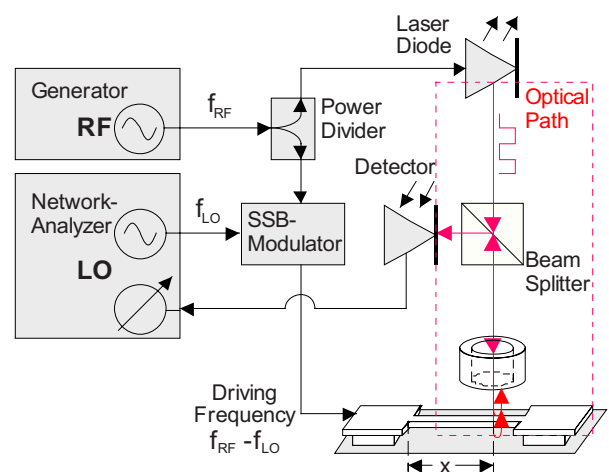 Generator
RF
f_RF
Power
Divider
Laser
Diode
Optical
Path
Network-
Analyzer
LO
f_LO
SSB-
Modulator
Detector
Beam
Splitter
Driving
Frequency
f_RF -f_LO
x